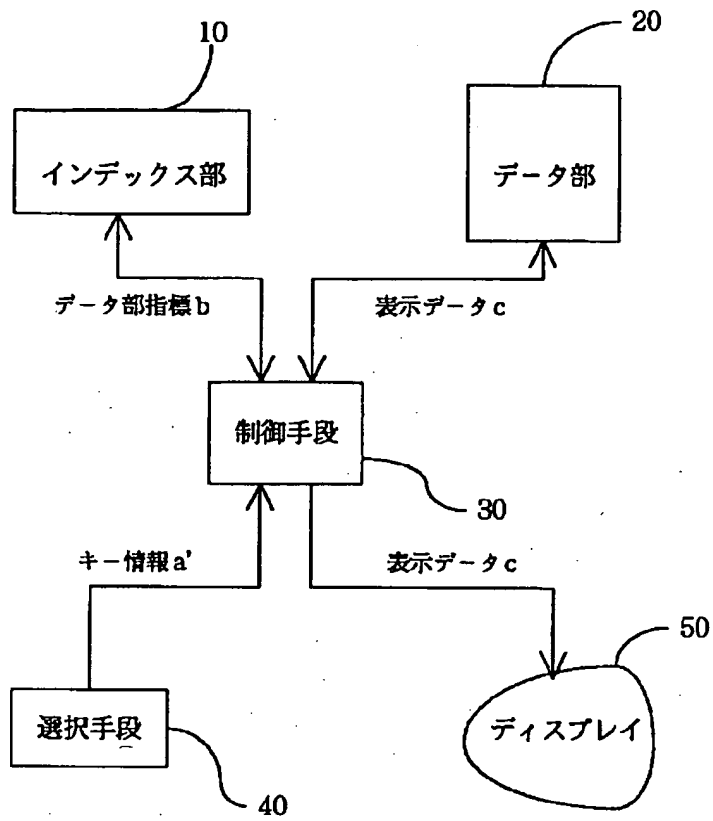 10
20
インデックス部
データ部
データ部指標b
表示データc
制御手段
30
キー情報a'
表示データc
50
選択手段
ディスプレイ
40